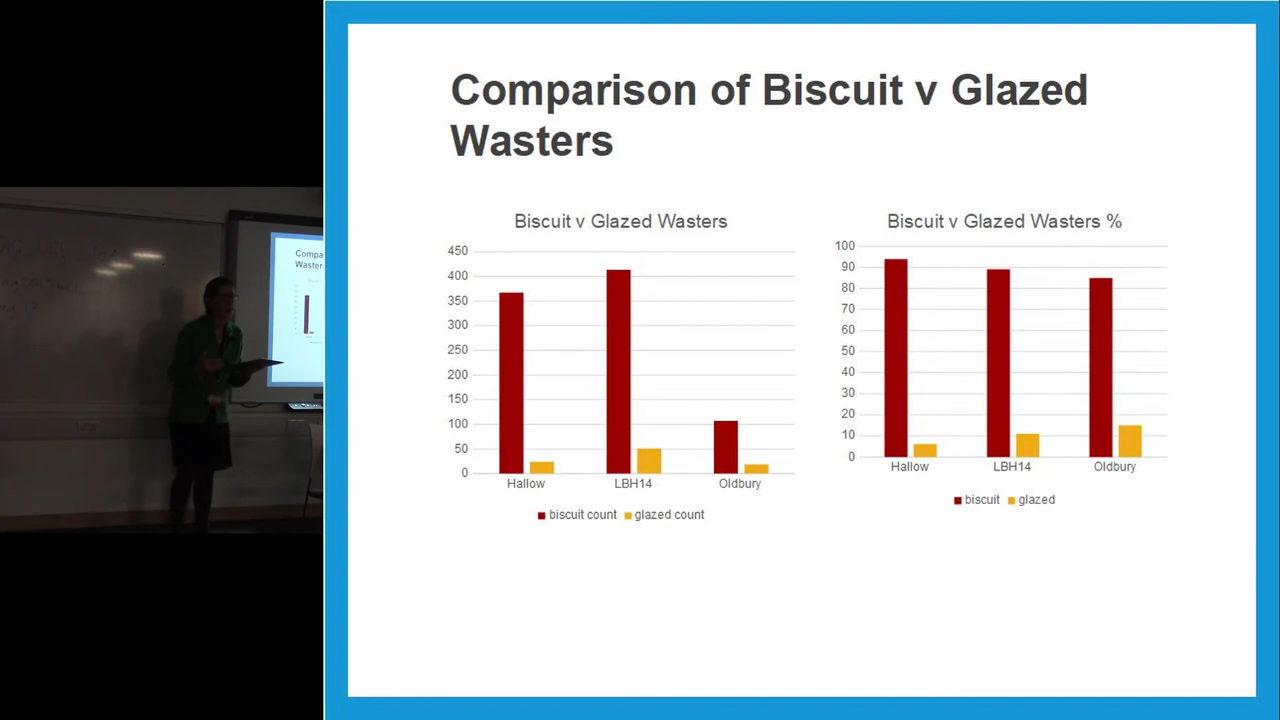 Comparison of Biscuit v Glazed
Wasters
Biscuit v Glazed Wasters
450
400
350
300
250
200
150
100
50
0
Hallow LBH14 Oldbury
biscuit count glazed count
Biscuit v Glazed Wasters %
100
90
80
70
60
50
40
30
20
10
0
Hallow LBH14 Oldbury
biscuit glazed
Compa
Waster